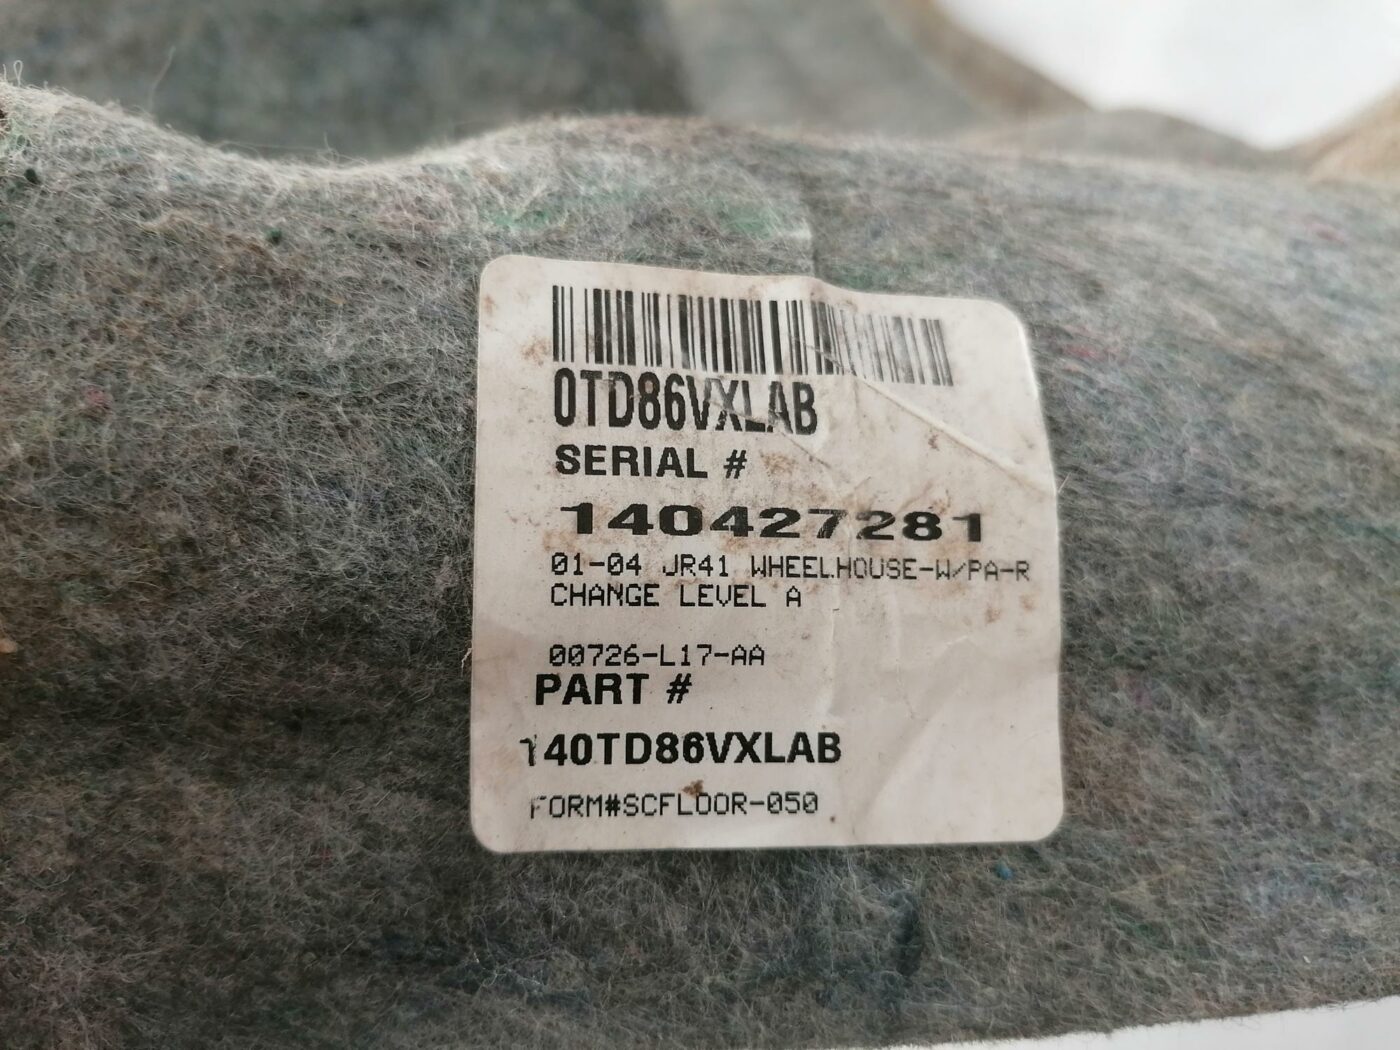 0TD86VXLAB
SERIAL #
140427281
01-04 JR41 WHEELHOUSE-W/PA-R
CHANGE LEVEL A
00726-L17-AA
PART #
140TD86VXLAB
FORM#SCFLOOR-050